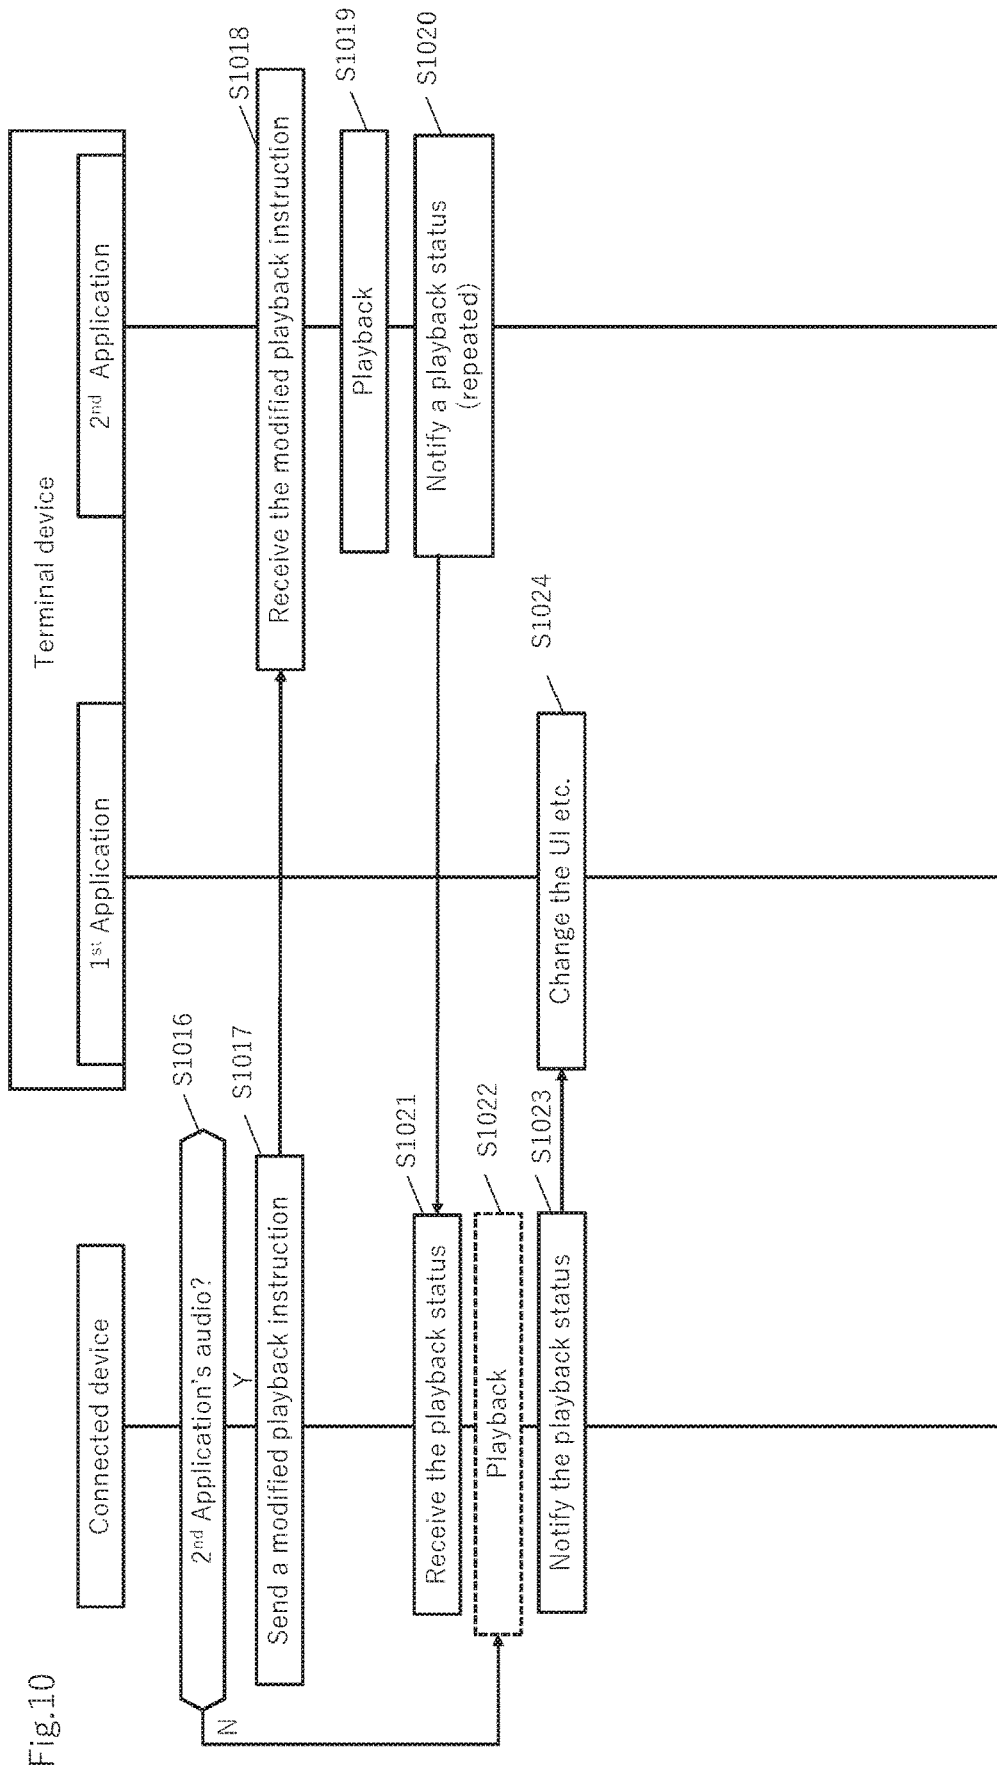 Fig.10
Connected device
Terminal device
1st Application
2nd Application
2nd Application's audio?
S1016
Y
N
Send a modified playback instruction
S1017
Receive the modified playback instruction
S1018
Playback
S1019
Notify a playback status
(repeated)
S1020
Receive the playback status
S1021
Playback
S1022
Notify the playback status
S1023
Change the UI etc.
S1024